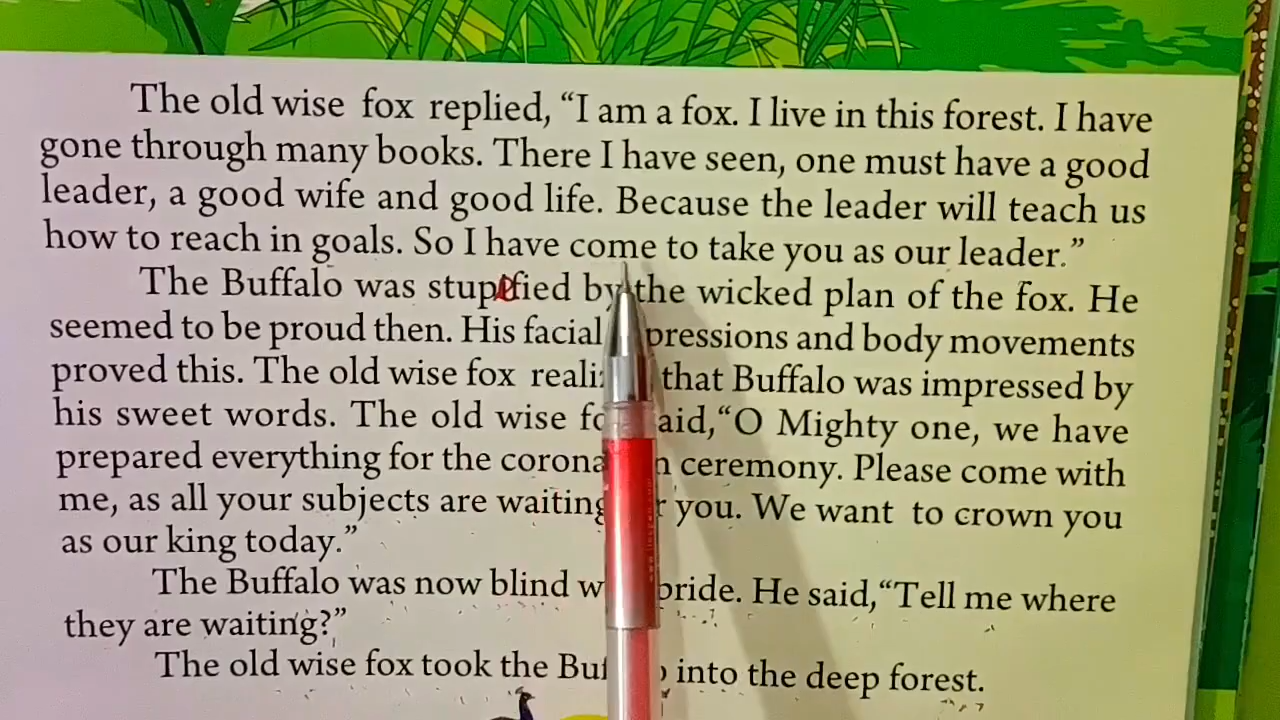 The old wise fox replied, “I am a fox. I live in this forest. I have
gone through many books. There I have seen, one must have a good
leader, a good wife and good life. Because the leader will teach us
how to reach in goals. So I have come to take you as our leader.”
The Buffalo was stupefied by the wicked plan of the fox. He
seemed to be proud then. His facial pressions and body movements
proved this. The old wise fox reali that Buffalo was impressed by
his sweet words. The old wise fo aid,“O Mighty one, we have
prepared everything for the corona n ceremony. Please come with
me, as all your subjects are waiting r you. We want to crown you
as our king today.”
The Buffalo was now blind w pride. He said,“Tell me where
they are waiting?”
The old wise fox took the Buf o into the deep forest.